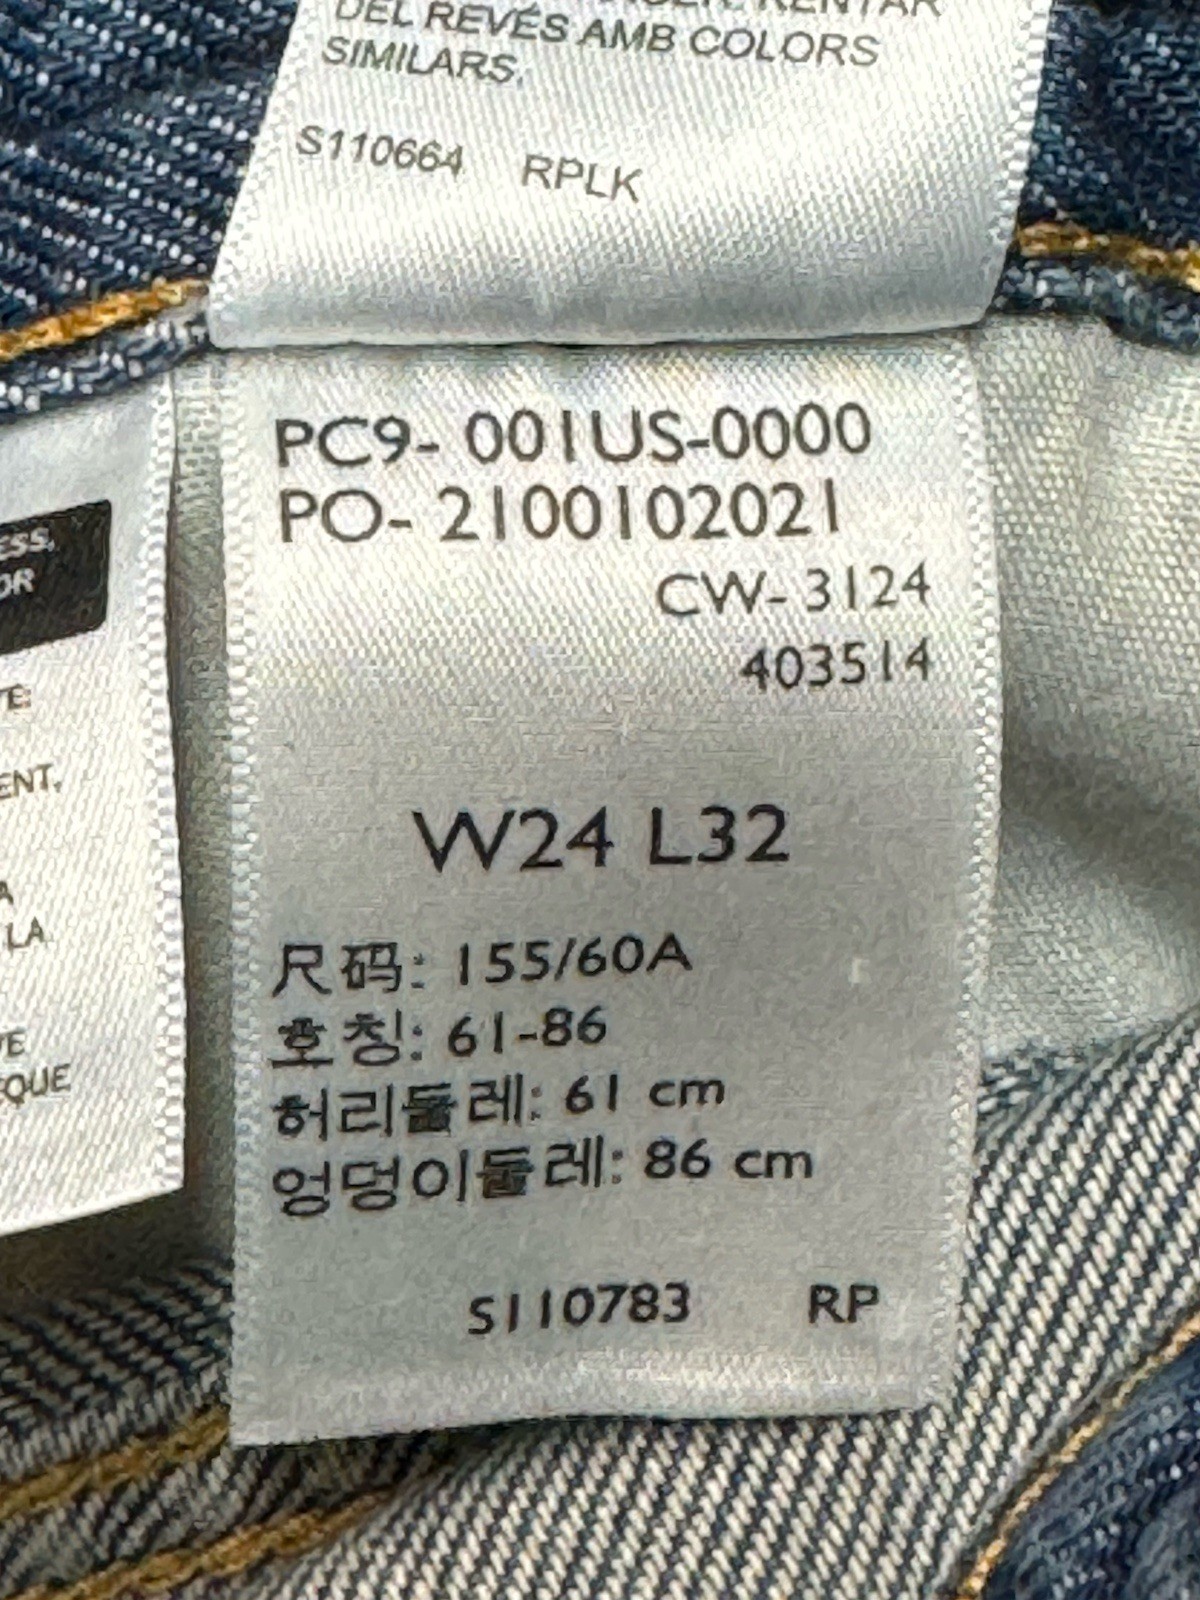 DEL REVÉS AMB COLORS
SIMILARS.
S110664 RPLK
PC9- 001US-0000
PO- 2100102021
CW- 3124
403514
W24 L32
尺码: 155/60A
호칭: 61-86
허리둘레: 61 cm
엉덩이둘레: 86 cm
S110783 RP
OR
LA